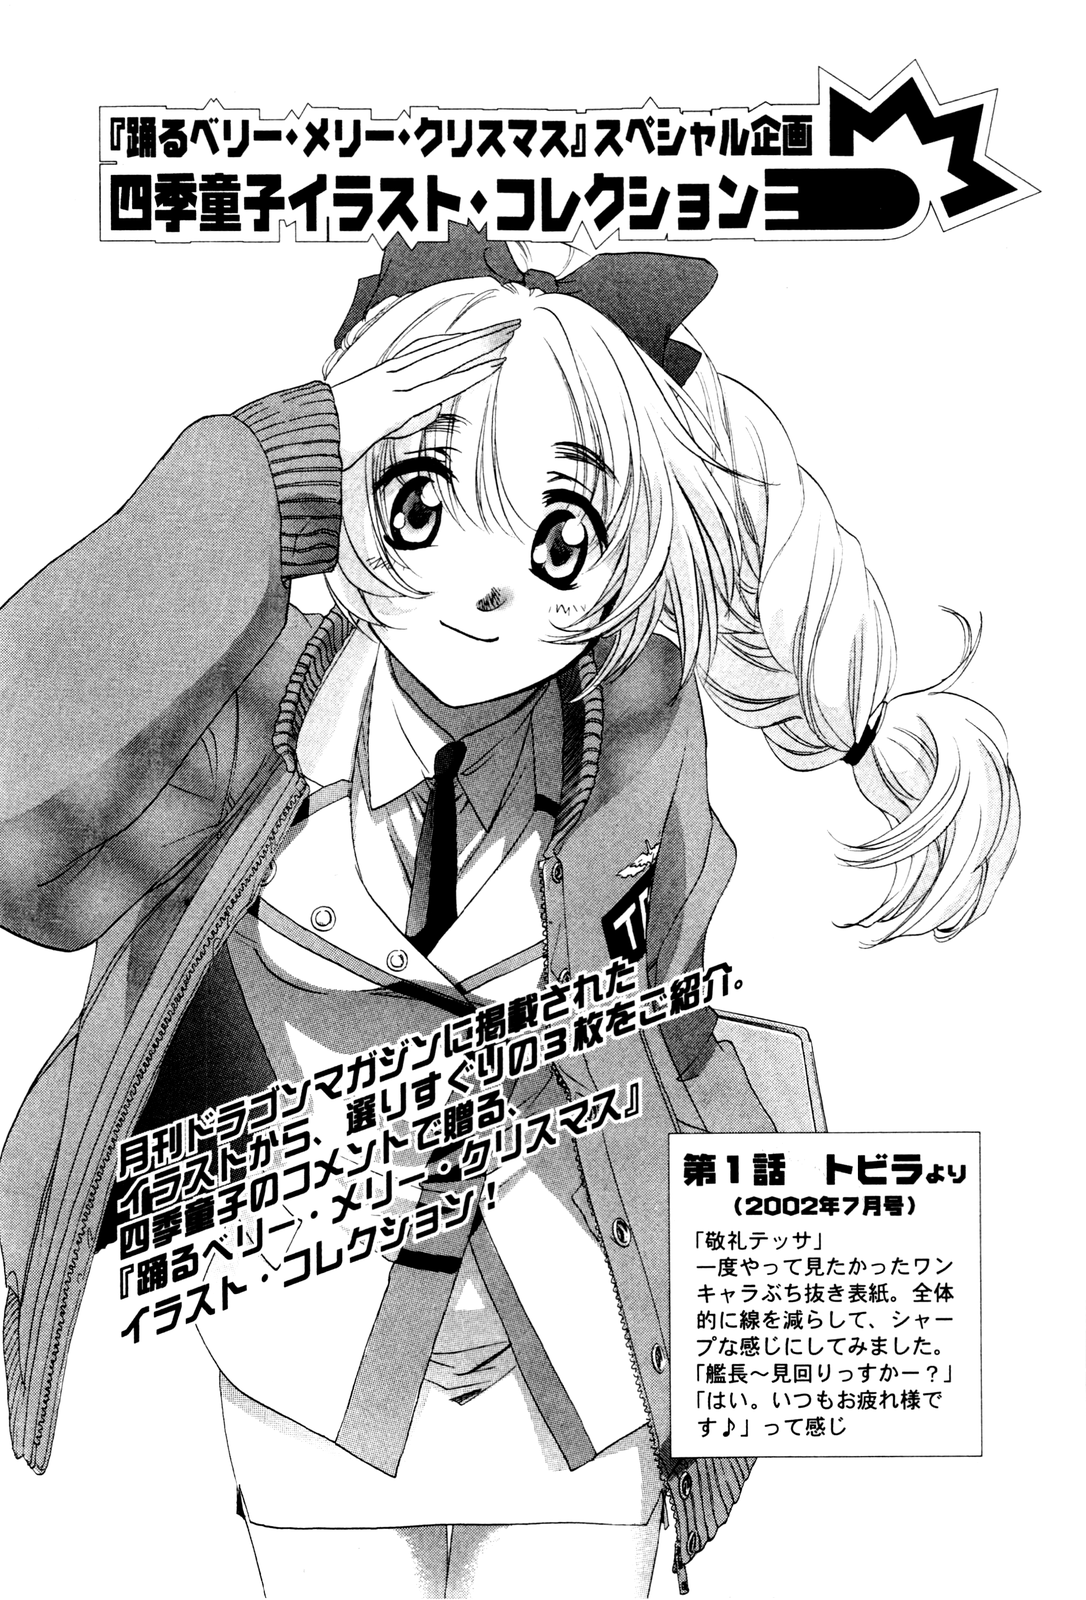 『踊るベリー・メリー・クリスマス』スペシャル企画
四季童子イラスト・コレクション
月刊ドラゴンマガジンに掲載された
イラストから、選りすぐりの3枚をご紹介。
四季童子のコメントで贈る、
『踊るベリー・メリー・クリスマス』
イラスト・コレクション！
第1話　トビラより
(2002年7月号)
「敬礼テッサ」
一度やって見たかったワン
キャラぶち抜き表紙。全体
的に線を減らして、シャー
プな感じにしてみました。
「艦長〜見回りっすかー？」
「はい。いつもお疲れ様で
す♪」って感じ